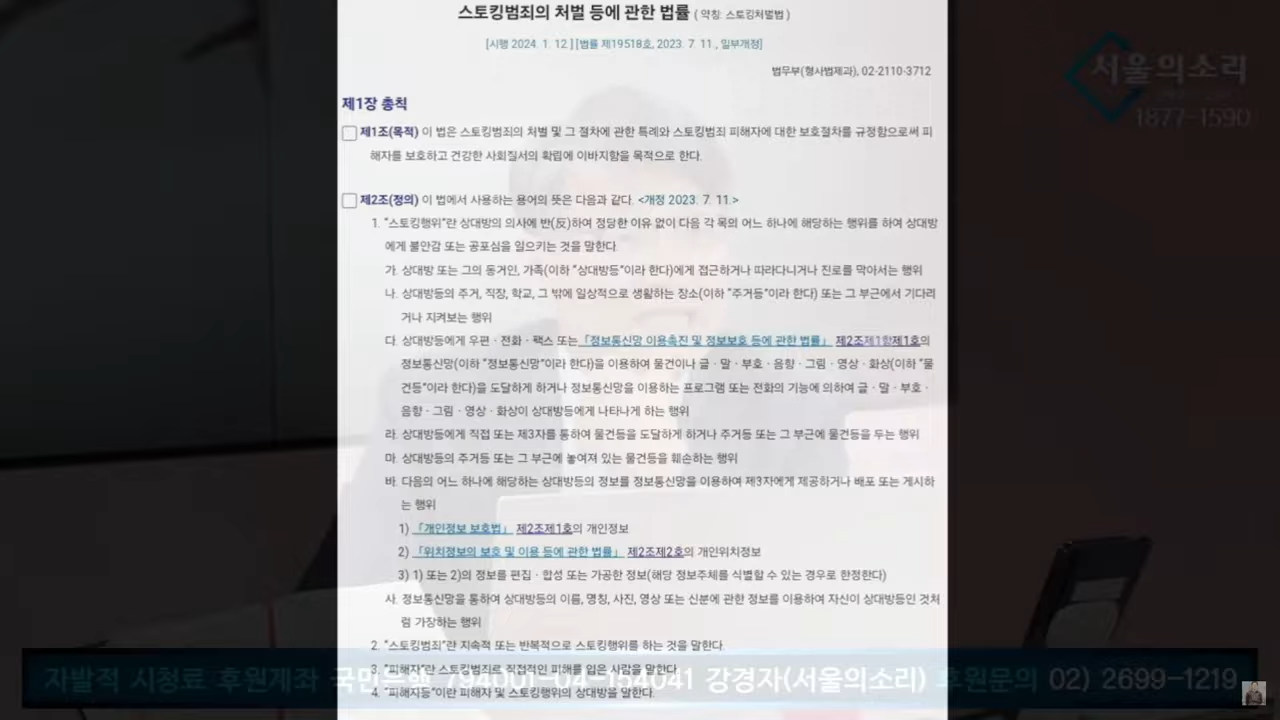 스토킹범죄의 처벌 등에 관한 법률 ( 약칭: 스토킹처벌법 )
[시행 2024. 1. 12.] [법률 제19518호, 2023. 7. 11., 일부개정]
법무부(형사법제과), 02-2110-3712
서울의소리
1877-1590
제1장 총칙
제1조(목적) 이 법은 스토킹범죄의 처벌 및 그 절차에 관한 특례와 스토킹범죄 피해자에 대한 보호절차를 규정함으로써 피
해자를 보호하고 건강한 사회질서의 확립에 이바지함을 목적으로 한다.
제2조(정의) 이 법에서 사용하는 용어의 뜻은 다음과 같다. <개정 2023. 7. 11.>
1. “스토킹행위”란 상대방의 의사에 반(反)하여 정당한 이유 없이 다음 각 목의 어느 하나에 해당하는 행위를 하여 상대방
에게 불안감 또는 공포심을 일으키는 것을 말한다.
가. 상대방 또는 그의 동거인, 가족(이하 “상대방등”이라 한다)에게 접근하거나 따라다니거나 진로를 막아서는 행위
나. 상대방등의 주거, 직장, 학교, 그 밖에 일상적으로 생활하는 장소(이하 “주거등”이라 한다) 또는 그 부근에서 기다리
거나 지켜보는 행위
다. 상대방등에게 우편ㆍ전화ㆍ팩스 또는 「정보통신망 이용촉진 및 정보보호 등에 관한 법률」 제2조제1항제1호의
정보통신망(이하 “정보통신망”이라 한다)을 이용하여 물건이나 글ㆍ말ㆍ부호ㆍ음향ㆍ그림ㆍ영상ㆍ화상(이하 “물
건등”이라 한다)을 도달하게 하거나 정보통신망을 이용하는 프로그램 또는 전화의 기능에 의하여 글ㆍ말ㆍ부호ㆍ
음향ㆍ그림ㆍ영상ㆍ화상이 상대방등에게 나타나게 하는 행위
라. 상대방등에게 직접 또는 제3자를 통하여 물건등을 도달하게 하거나 주거등 또는 그 부근에 물건등을 두는 행위
마. 상대방등의 주거등 또는 그 부근에 놓여져 있는 물건등을 훼손하는 행위
바. 다음의 어느 하나에 해당하는 상대방등의 정보를 정보통신망을 이용하여 제3자에게 제공하거나 배포 또는 게시하
는 행위
1) 「개인정보 보호법」 제2조제1호의 개인정보
2) 「위치정보의 보호 및 이용 등에 관한 법률」 제2조제2호의 개인위치정보
3) 1) 또는 2)의 정보를 편집ㆍ합성 또는 가공한 정보(해당 정보주체를 식별할 수 있는 경우로 한정한다)
사. 정보통신망을 통하여 상대방등의 이름, 명칭, 사진, 영상 또는 신분에 관한 정보를 이용하여 자신이 상대방등인 것처
럼 가장하는 행위
2. “스토킹범죄”란 지속적 또는 반복적으로 스토킹행위를 하는 것을 말한다.
3. “피해자”란 스토킹범죄로 직접적인 피해를 입은 사람을 말한다.
자발적 시청료 후원계좌 국민은행 794001-04-154041 강경자(서울의소리) 후원문의 02) 2699-1219
4. “피해자등”이란 피해자 및 스토킹행위의 상대방을 말한다.